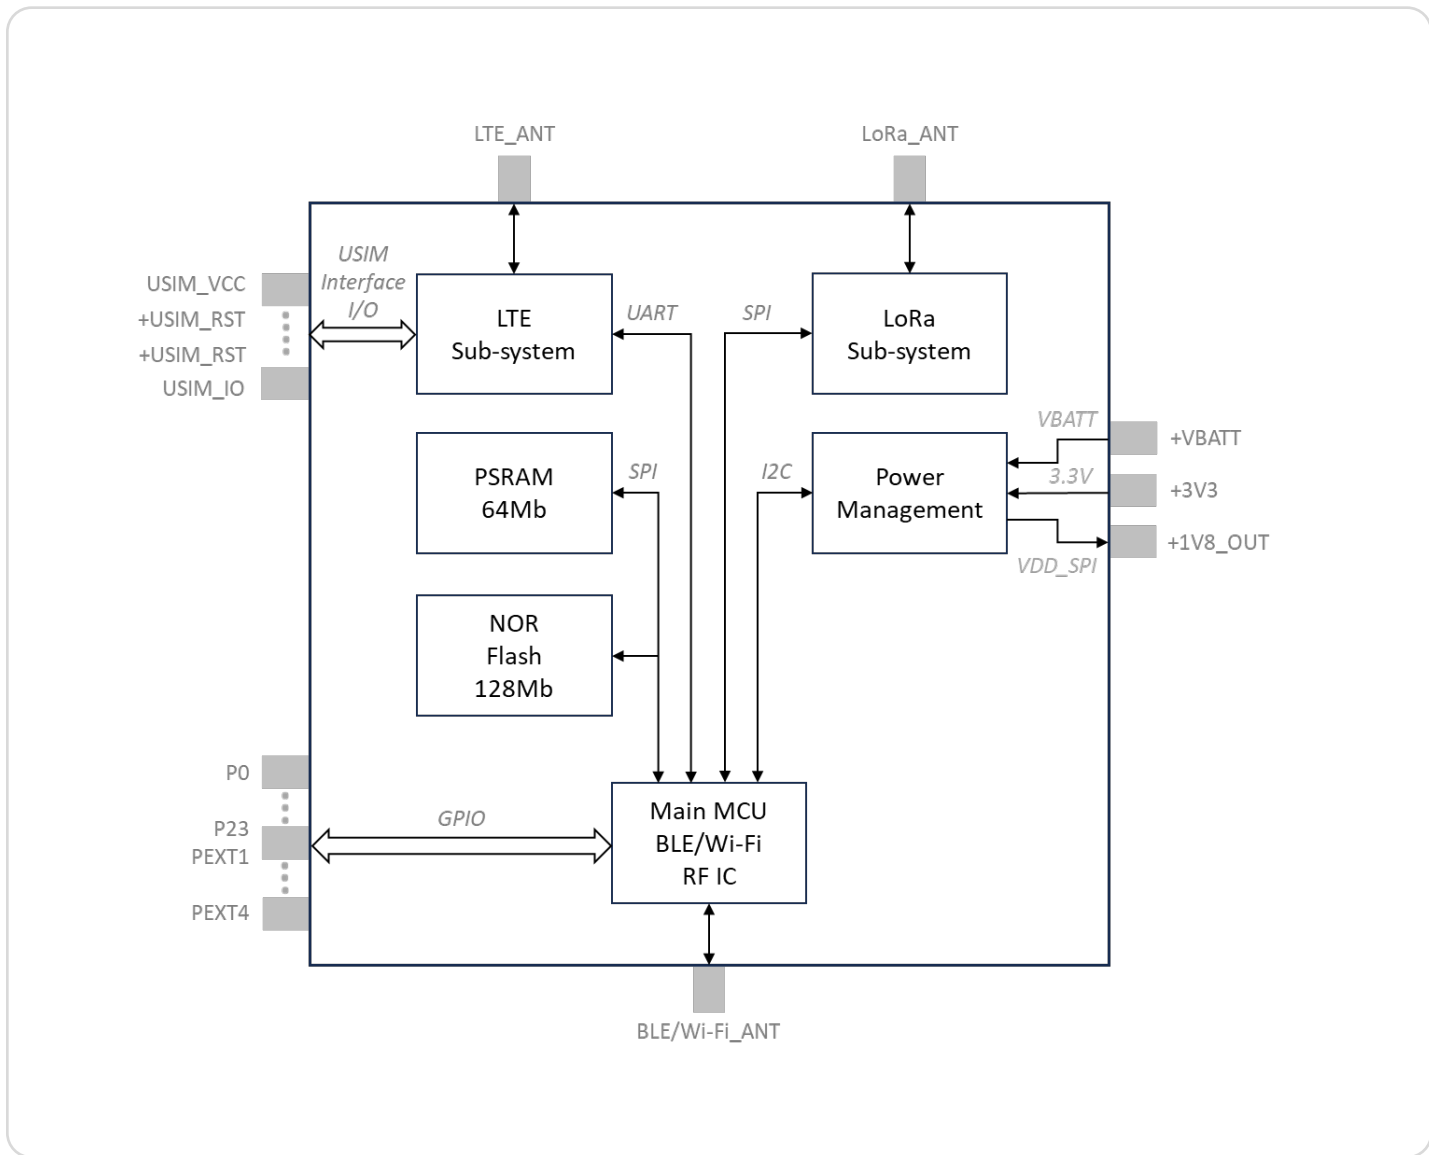 LTE_ANT
LoRa_ANT
USIM
Interface
I/O
USIM_VCC
+USIM_RST
+USIM_RST
USIM_IO
LTE
Sub-system
UART
SPI
LoRa
Sub-system
VBATT
+VBATT
3.3V
+3V3
+1V8_OUT
VDD_SPI
PSRAM
64Mb
SPI
I2C
Power
Management
NOR
Flash
128Mb
P0
P23
PEXT1
PEXT4
GPIO
Main MCU
BLE/Wi-Fi
RF IC
BLE/Wi-Fi_ANT